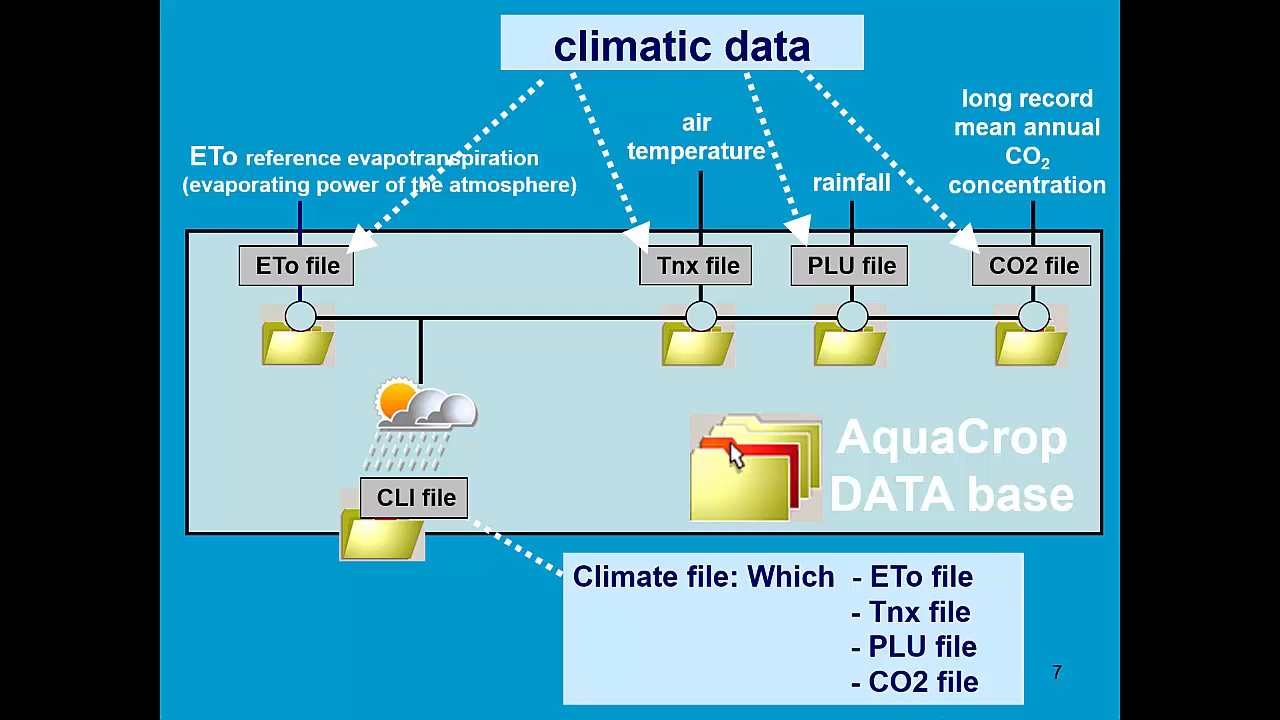 climatic data
ETo reference evapotranspiration
(evaporating power of the atmosphere)
air
temperature
rainfall
long record
mean annual
CO₂
concentration
ETo file
Tnx file
PLU file
CO2 file
CLI file
AquaCrop
DATA base
Climate file: Which - ETo file
- Tnx file
- PLU file
- CO2 file
7